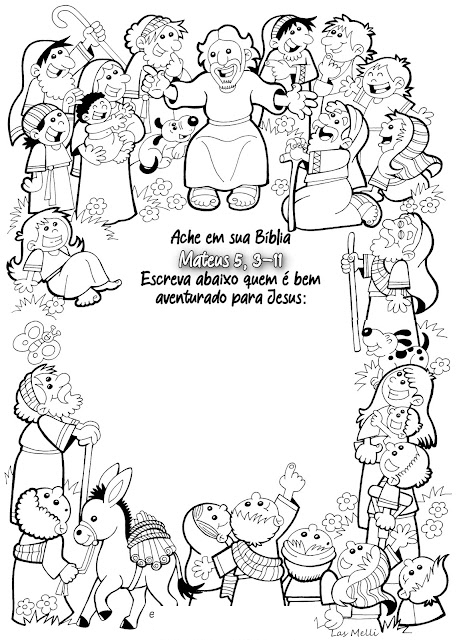 Ache em sua Bíblia
Mateus 5, 3-11
Escreva abaixo quem é bem
aventurado para Jesus:
e
Las Melli